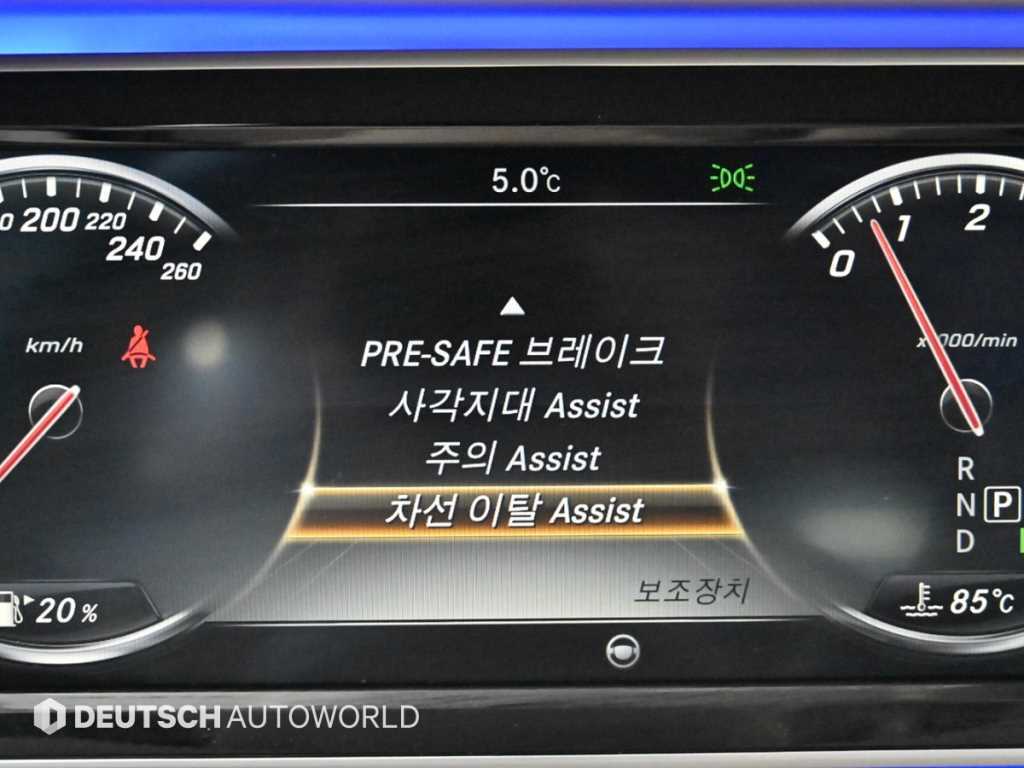 5.0℃
200 220
240
260
0 1 2
km/h
x1000/min
PRE-SAFE 브레이크
사각지대 Assist
주의 Assist
차선 이탈 Assist
R
N P
D
보조장치
20 %
85℃
DEUTSCH AUTOWORLD